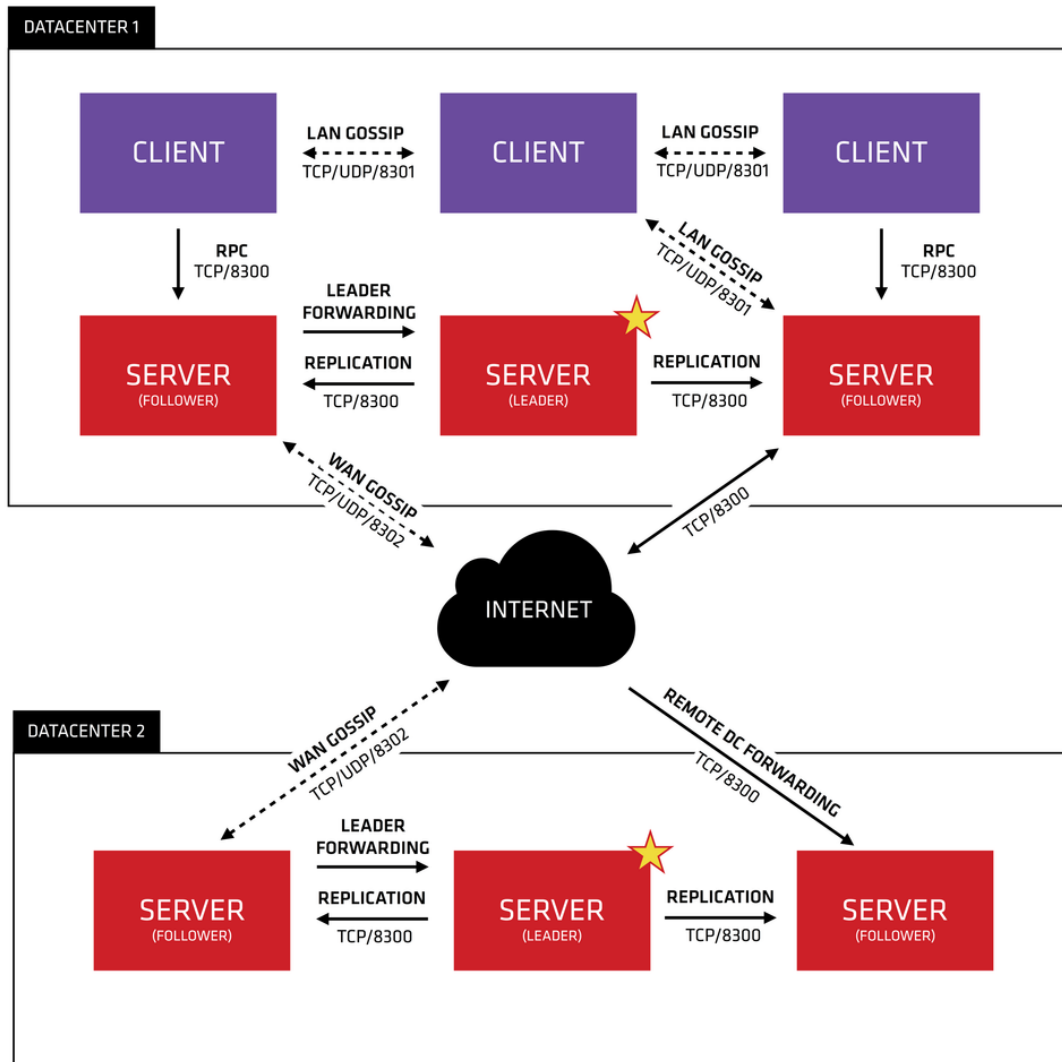 DATACENTER 1
CLIENT
LAN GOSSIP
TCP/UDP/8301
CLIENT
LAN GOSSIP
TCP/UDP/8301
CLIENT
RPC
TCP/8300
LAN GOSSIP
TCP/UDP/8301
RPC
TCP/8300
LEADER
FORWARDING
SERVER
(FOLLOWER)
REPLICATION
TCP/8300
SERVER
(LEADER)
REPLICATION
TCP/8300
SERVER
(FOLLOWER)
WAN GOSSIP
TCP/UDP/8302
TCP/8300
INTERNET
DATACENTER 2
WAN GOSSIP
TCP/UDP/8302
REMOTE DC FORWARDING
TCP/8300
LEADER
FORWARDING
SERVER
(FOLLOWER)
REPLICATION
TCP/8300
SERVER
(LEADER)
REPLICATION
TCP/8300
SERVER
(FOLLOWER)